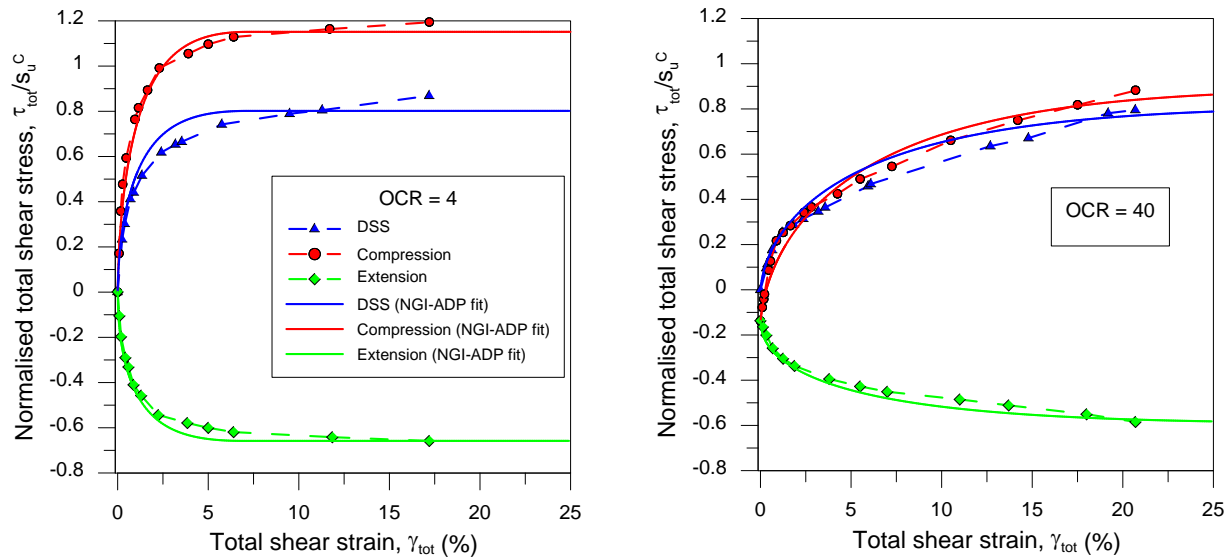 Normalised total shear stress, τtot/suC
1.2
1
0.8
0.6
0.4
0.2
0
-0.2
-0.4
-0.6
-0.8
OCR = 4
DSS
Compression
Extension
DSS (NGI-ADP fit)
Compression (NGI-ADP fit)
Extension (NGI-ADP fit)
0 5 10 15 20 25
Total shear strain, γtot (%)
Normalised total shear stress, τtot/suC
1.2
1
0.8
0.6
0.4
0.2
0
-0.2
-0.4
-0.6
-0.8
OCR = 40
0 5 10 15 20 25
Total shear strain, γtot (%)